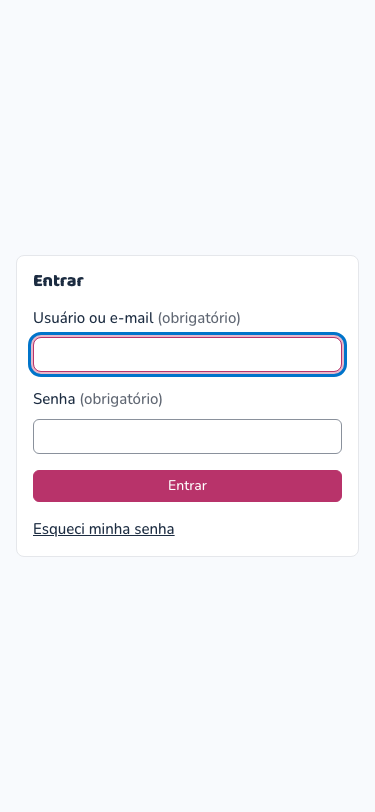 Entrar
Usuário ou e-mail (obrigatório)
Senha (obrigatório)
Entrar
Esqueci minha senha